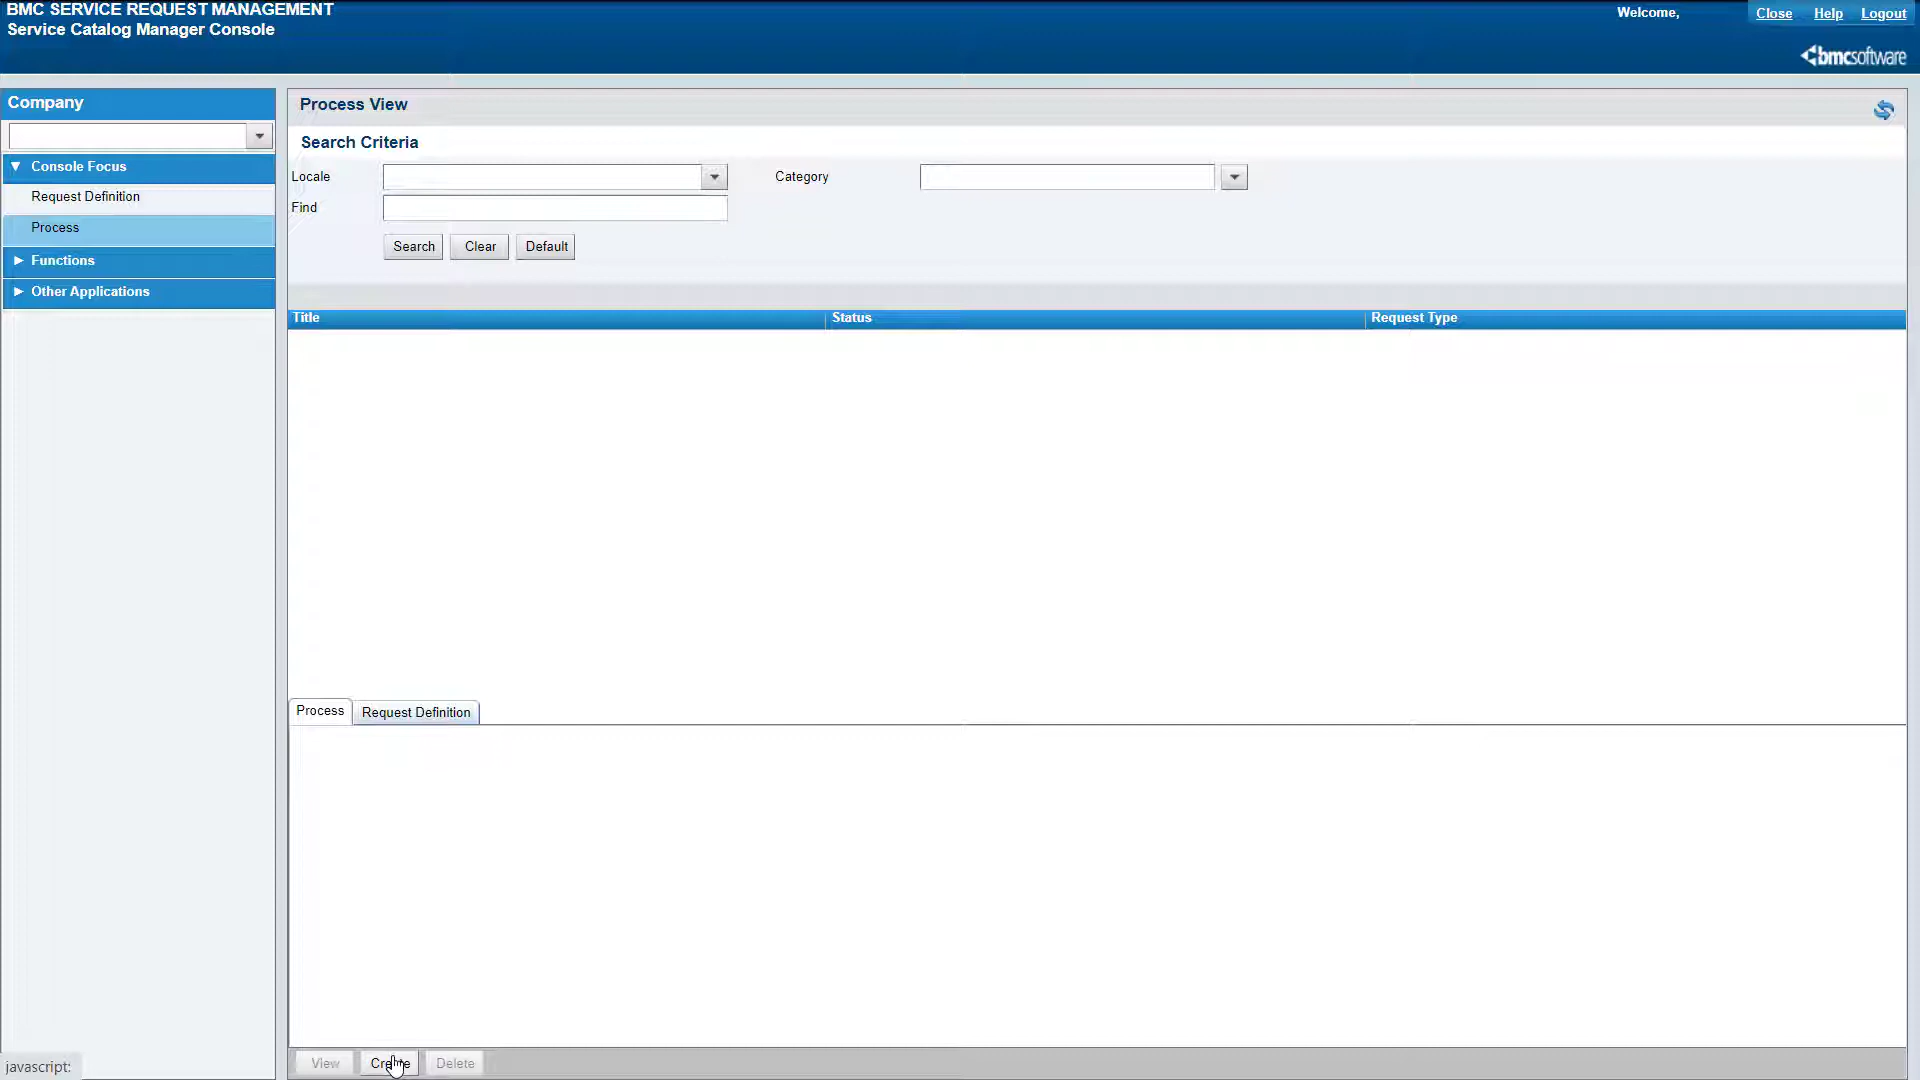 BMC SERVICE REQUEST MANAGEMENT
Service Catalog Manager Console
Welcome,
Close
Help
Logout
bmcsoftware
Company
Console Focus
Request Definition
Process
Functions
Other Applications
Process View
Search Criteria
Locale
Category
Find
Search
Clear
Default
Title
Status
Request Type
Process
Request Definition
View
Create
Delete
javascript: